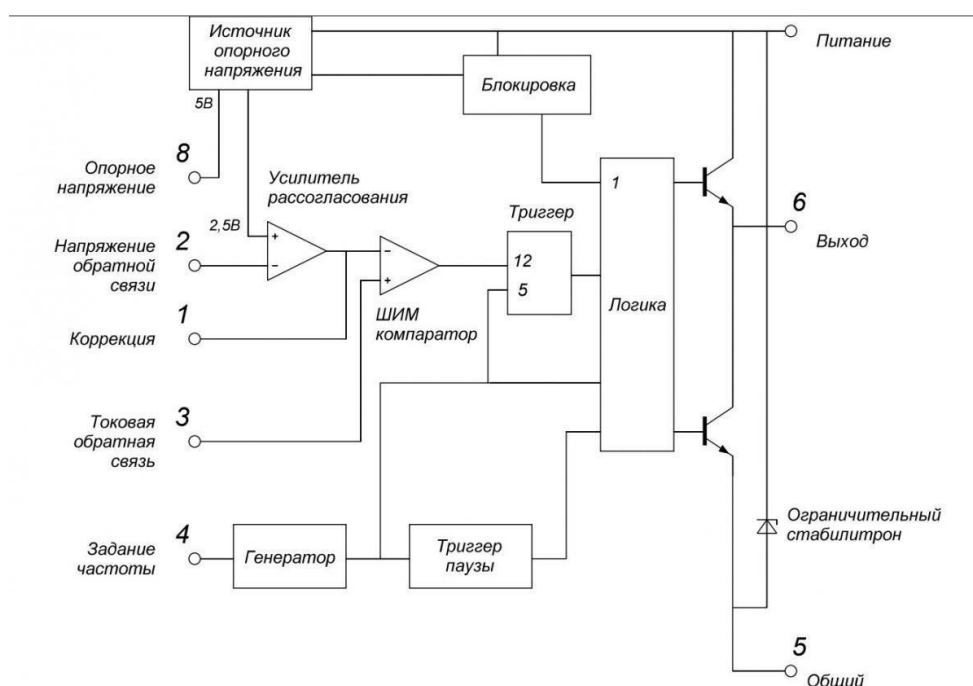 Источник
опорного
напряжения
Питание
Блокировка
5В
8
Опорное
напряжение
Усилитель
рассогласования
1
6
Выход
Триггер
2,5В
+
−
2
Напряжение
обратной
связи
−
+
12
5
Логика
ШИМ
компаратор
1
Коррекция
3
Токовая
обратная
связь
Ограничительный
стабилитрон
4
Задание
частоты
Генератор
Триггер
паузы
5
Общий